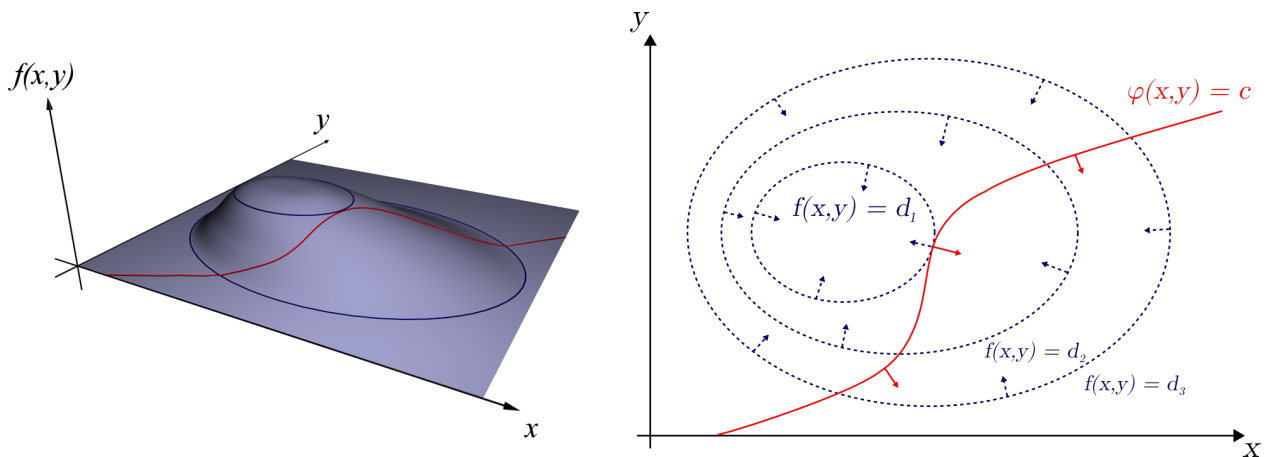 f(x,y)
y
x
y
φ(x,y) = c
f(x,y) = d₁
f(x,y) = d₂
f(x,y) = d₃
x